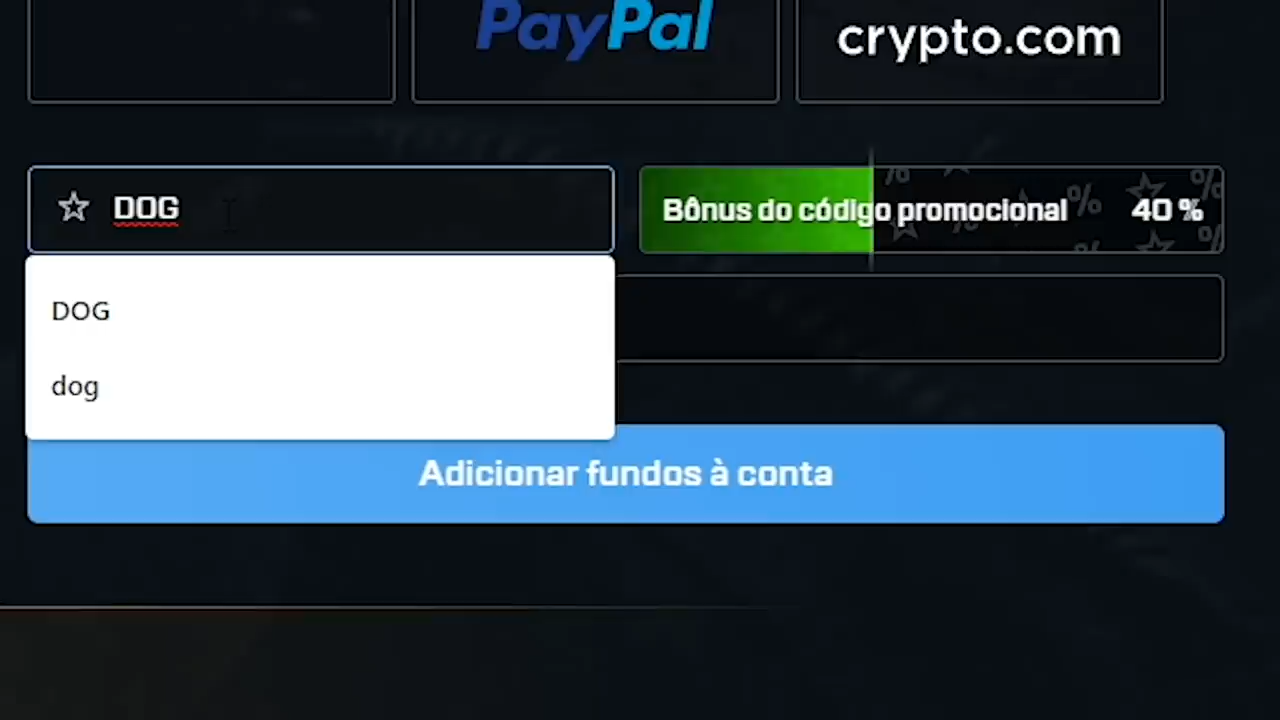 PayPal
crypto.com
DOG
Bônus do código promocional 40 %
DOG
dog
Adicionar fundos à conta